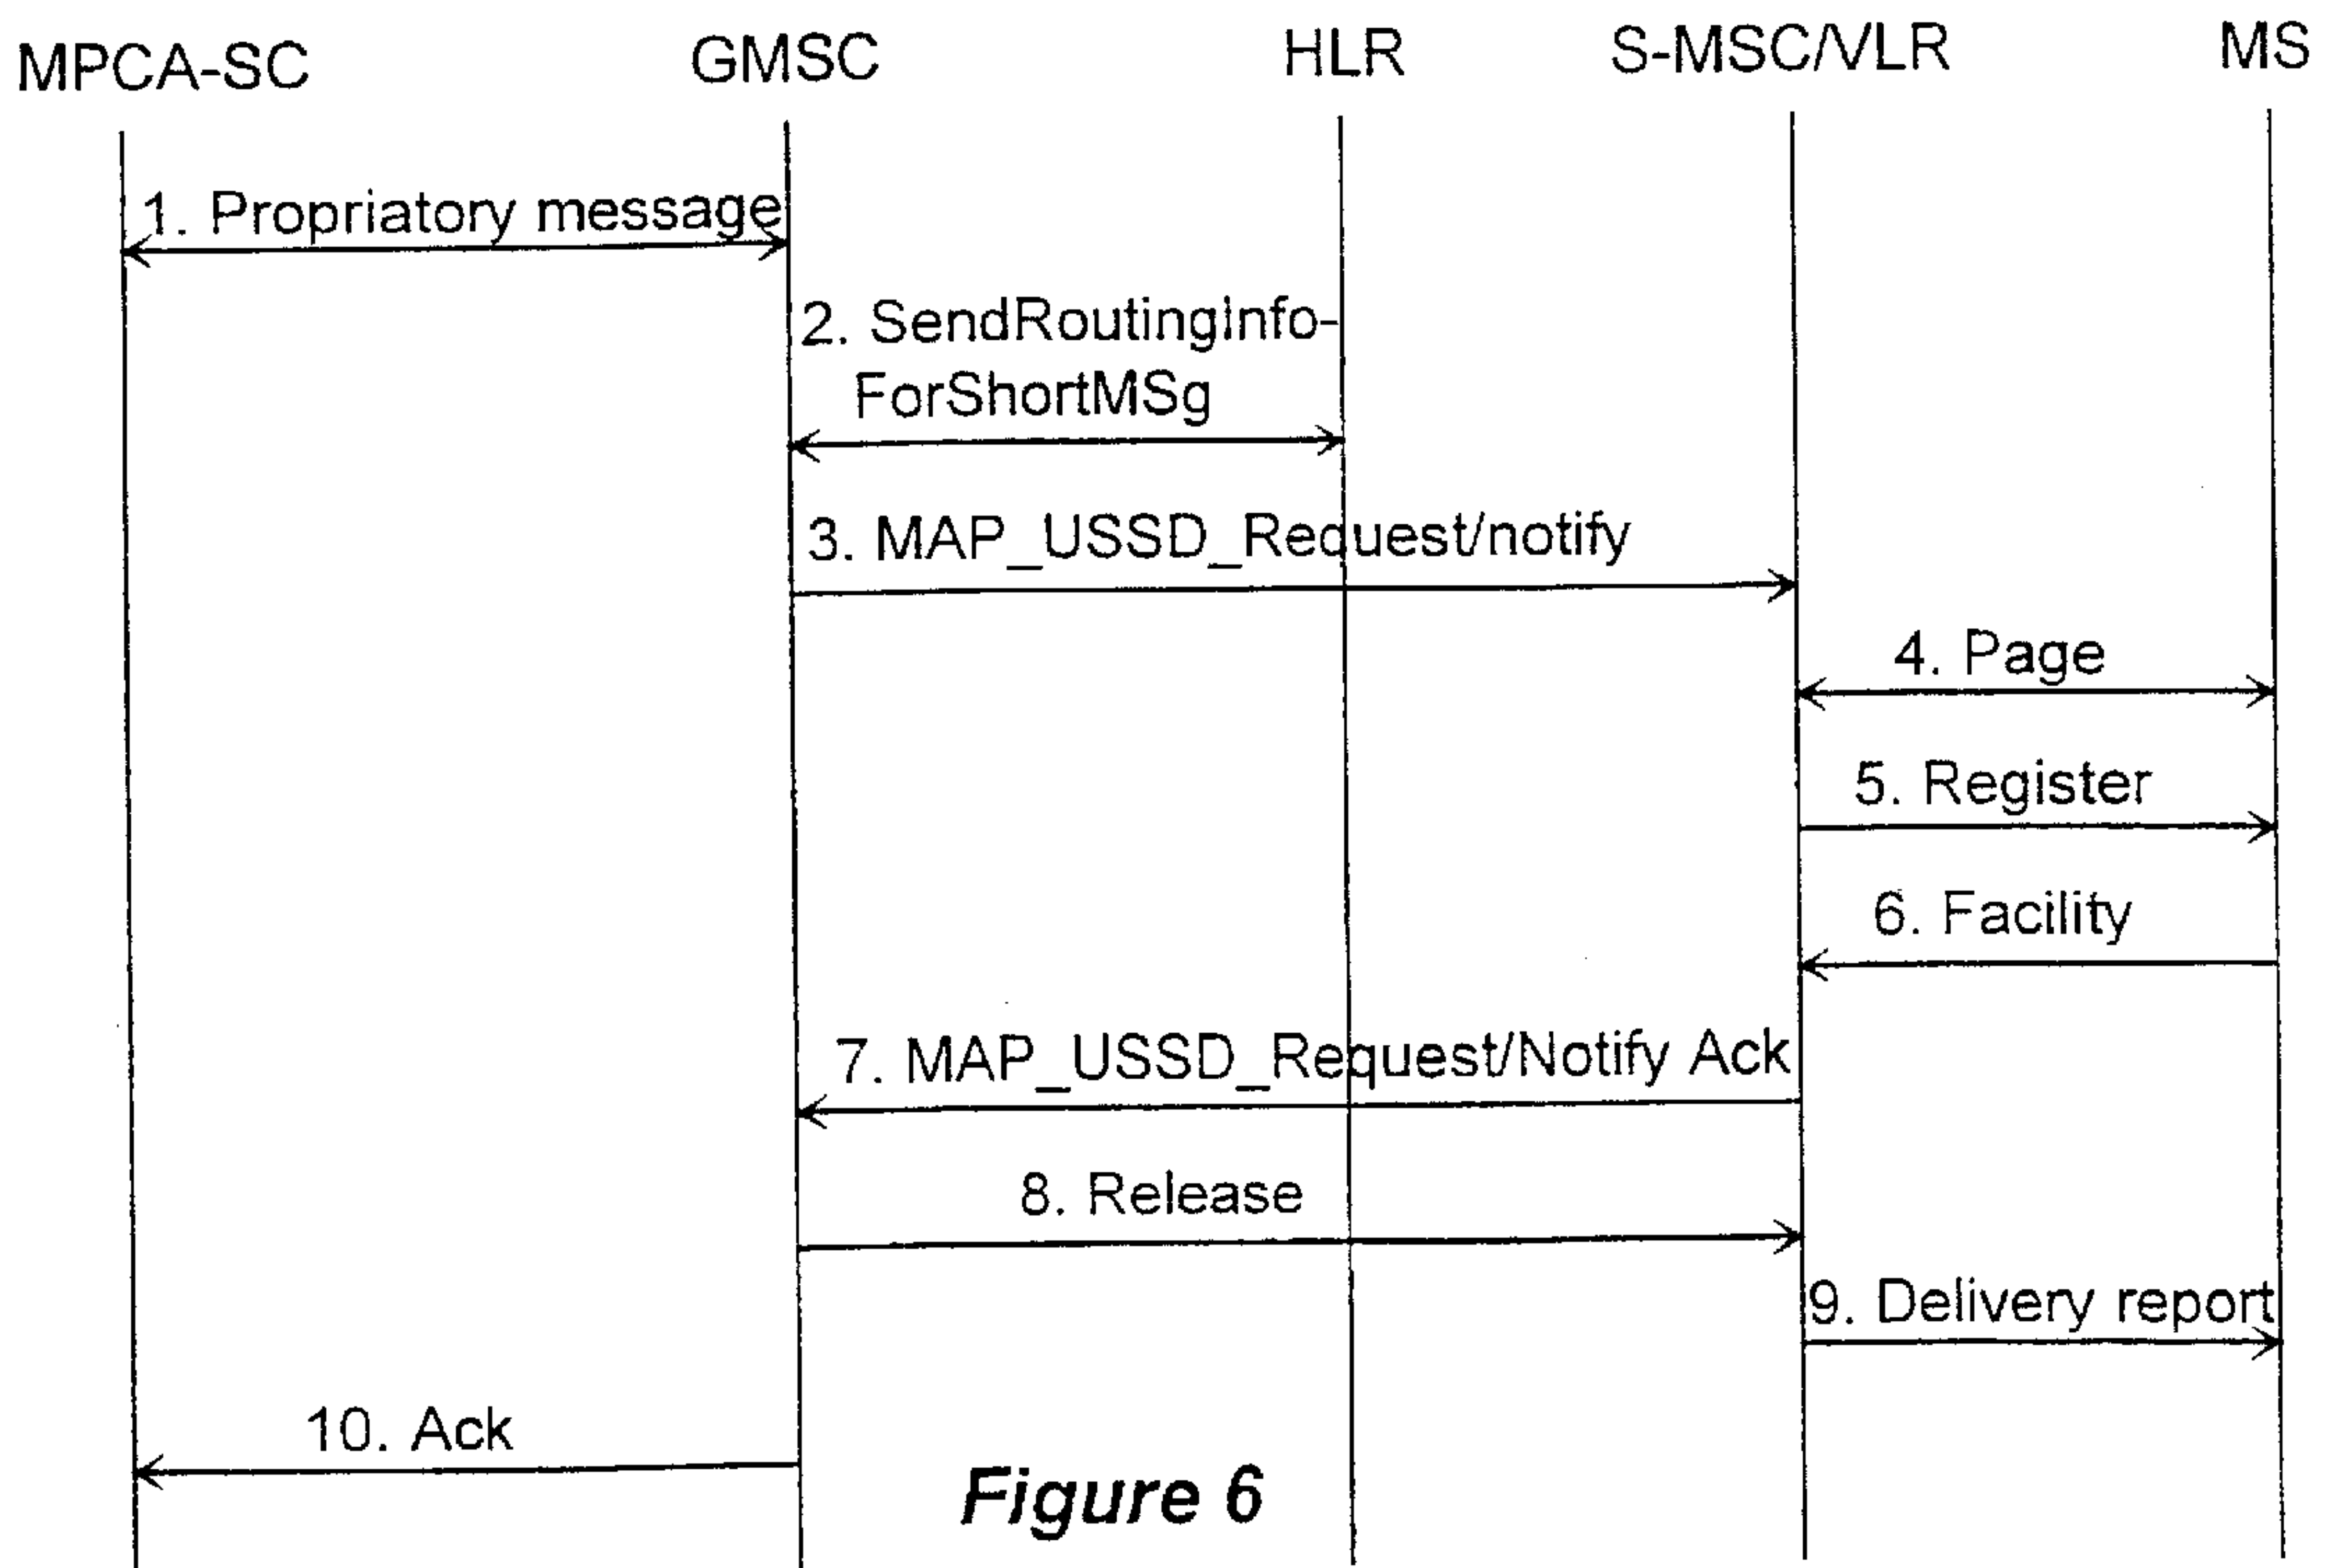 MPCA-SC GMSC HLR S-MSC/VLR MS
1. Propriatory message
2. SendRoutingInfo-
ForShortMSg
3. MAP_USSD_Request/notify
4. Page
5. Register
6. Facility
7. MAP_USSD_Request/Notify Ack
8. Release
9. Delivery report
10. Ack
Figure 6